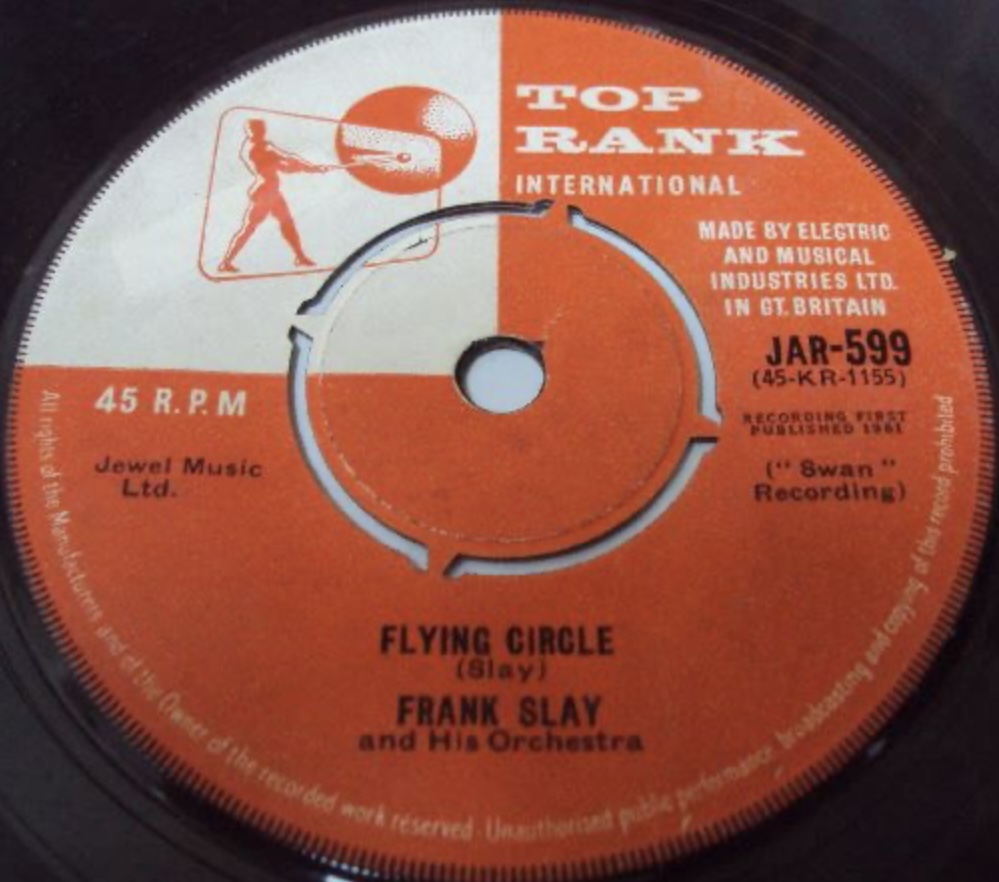 TOP
RANK
INTERNATIONAL
MADE BY ELECTRIC
AND MUSICAL
INDUSTRIES LTD.
IN GT. BRITAIN
JAR-599
(45-KR-1155)
RECORDING FIRST
PUBLISHED 1961
("Swan"
Recording)
45 R.P.M
Jewel Music
Ltd.
FLYING CIRCLE
(Slay)
FRANK SLAY
and His Orchestra
All rights of the Manufacturers and of the Owner of the recorded work reserved · Unauthorised public performance broadcasting and copying of this record prohibited